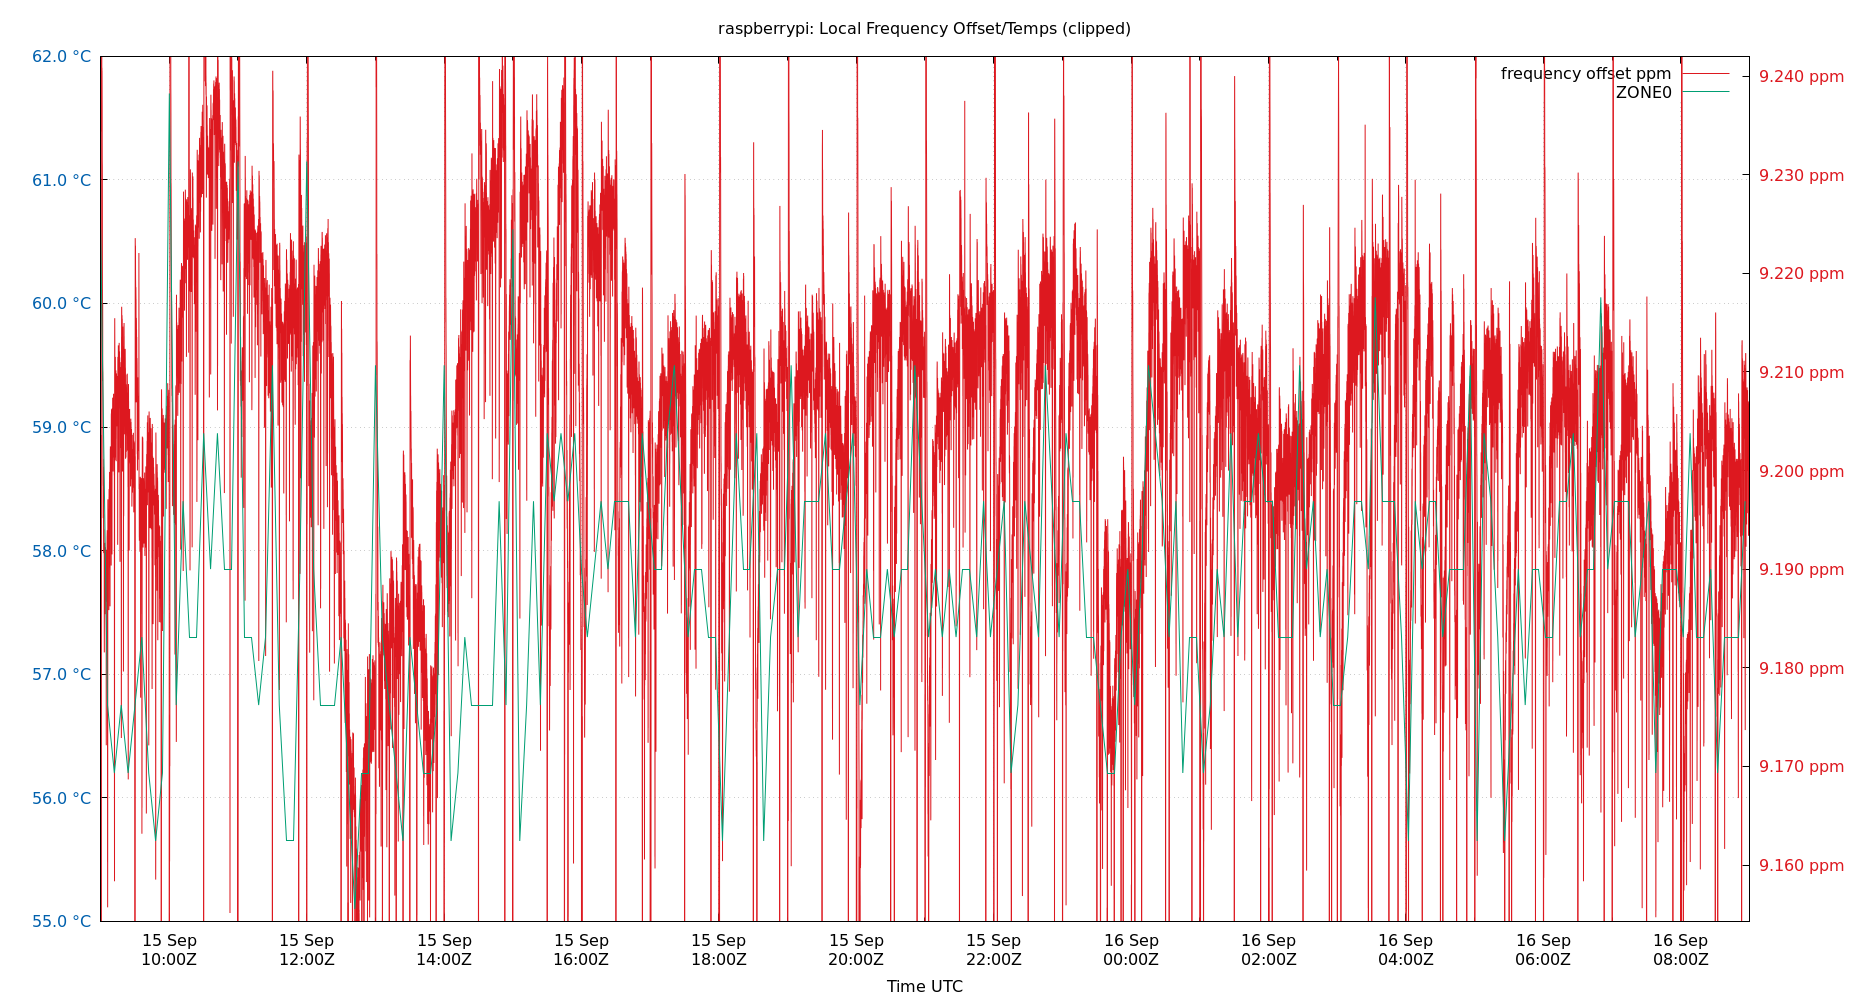 raspberrypi: Local Frequency Offset/Temps (clipped)
62.0 °C
61.0 °C
60.0 °C
59.0 °C
58.0 °C
57.0 °C
56.0 °C
55.0 °C
frequency offset ppm
ZONE0
9.240 ppm
9.230 ppm
9.220 ppm
9.210 ppm
9.200 ppm
9.190 ppm
9.180 ppm
9.170 ppm
9.160 ppm
15 Sep 15 Sep 15 Sep 15 Sep 15 Sep 15 Sep 15 Sep 16 Sep 16 Sep 16 Sep 16 Sep 16 Sep
10:00Z 12:00Z 14:00Z 16:00Z 18:00Z 20:00Z 22:00Z 00:00Z 02:00Z 04:00Z 06:00Z 08:00Z
Time UTC